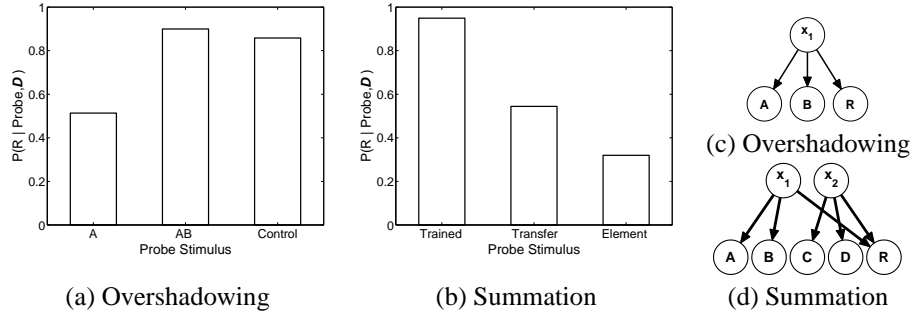 P(R | Probe,D)
1
0.8
0.6
0.4
0.2
0
A AB Control
Probe Stimulus
(a) Overshadowing
P(R | Probe,D)
1
0.8
0.6
0.4
0.2
0
Trained Transfer Element
Probe Stimulus
(b) Summation
x1
A B R
(c) Overshadowing
x1 x2
A B C D R
(d) Summation